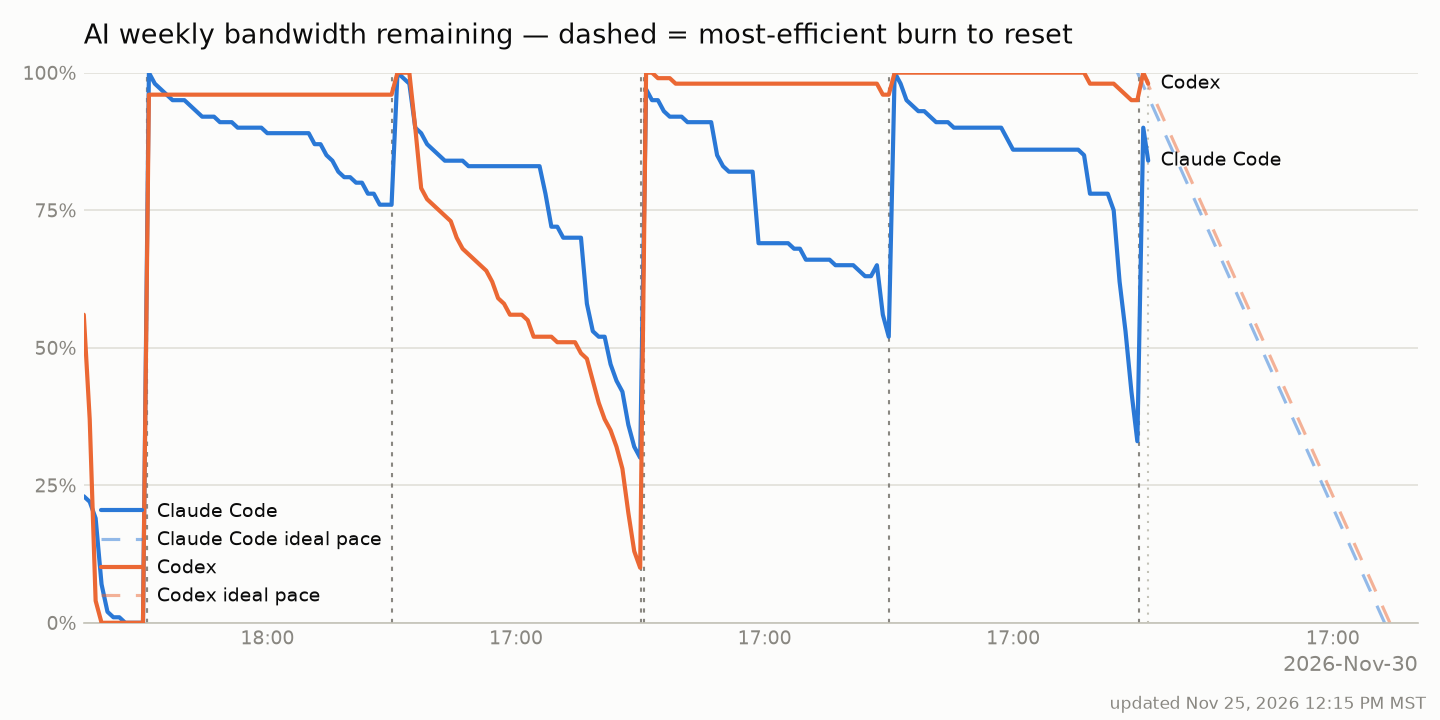 AI weekly bandwidth remaining — dashed = most-efficient burn to reset
100%
75%
50%
25%
0%
Codex
Claude Code
Claude Code
Claude Code ideal pace
Codex
Codex ideal pace
18:00 17:00 17:00 17:00 17:00
2026-Nov-30
updated Nov 25, 2026 12:15 PM MST